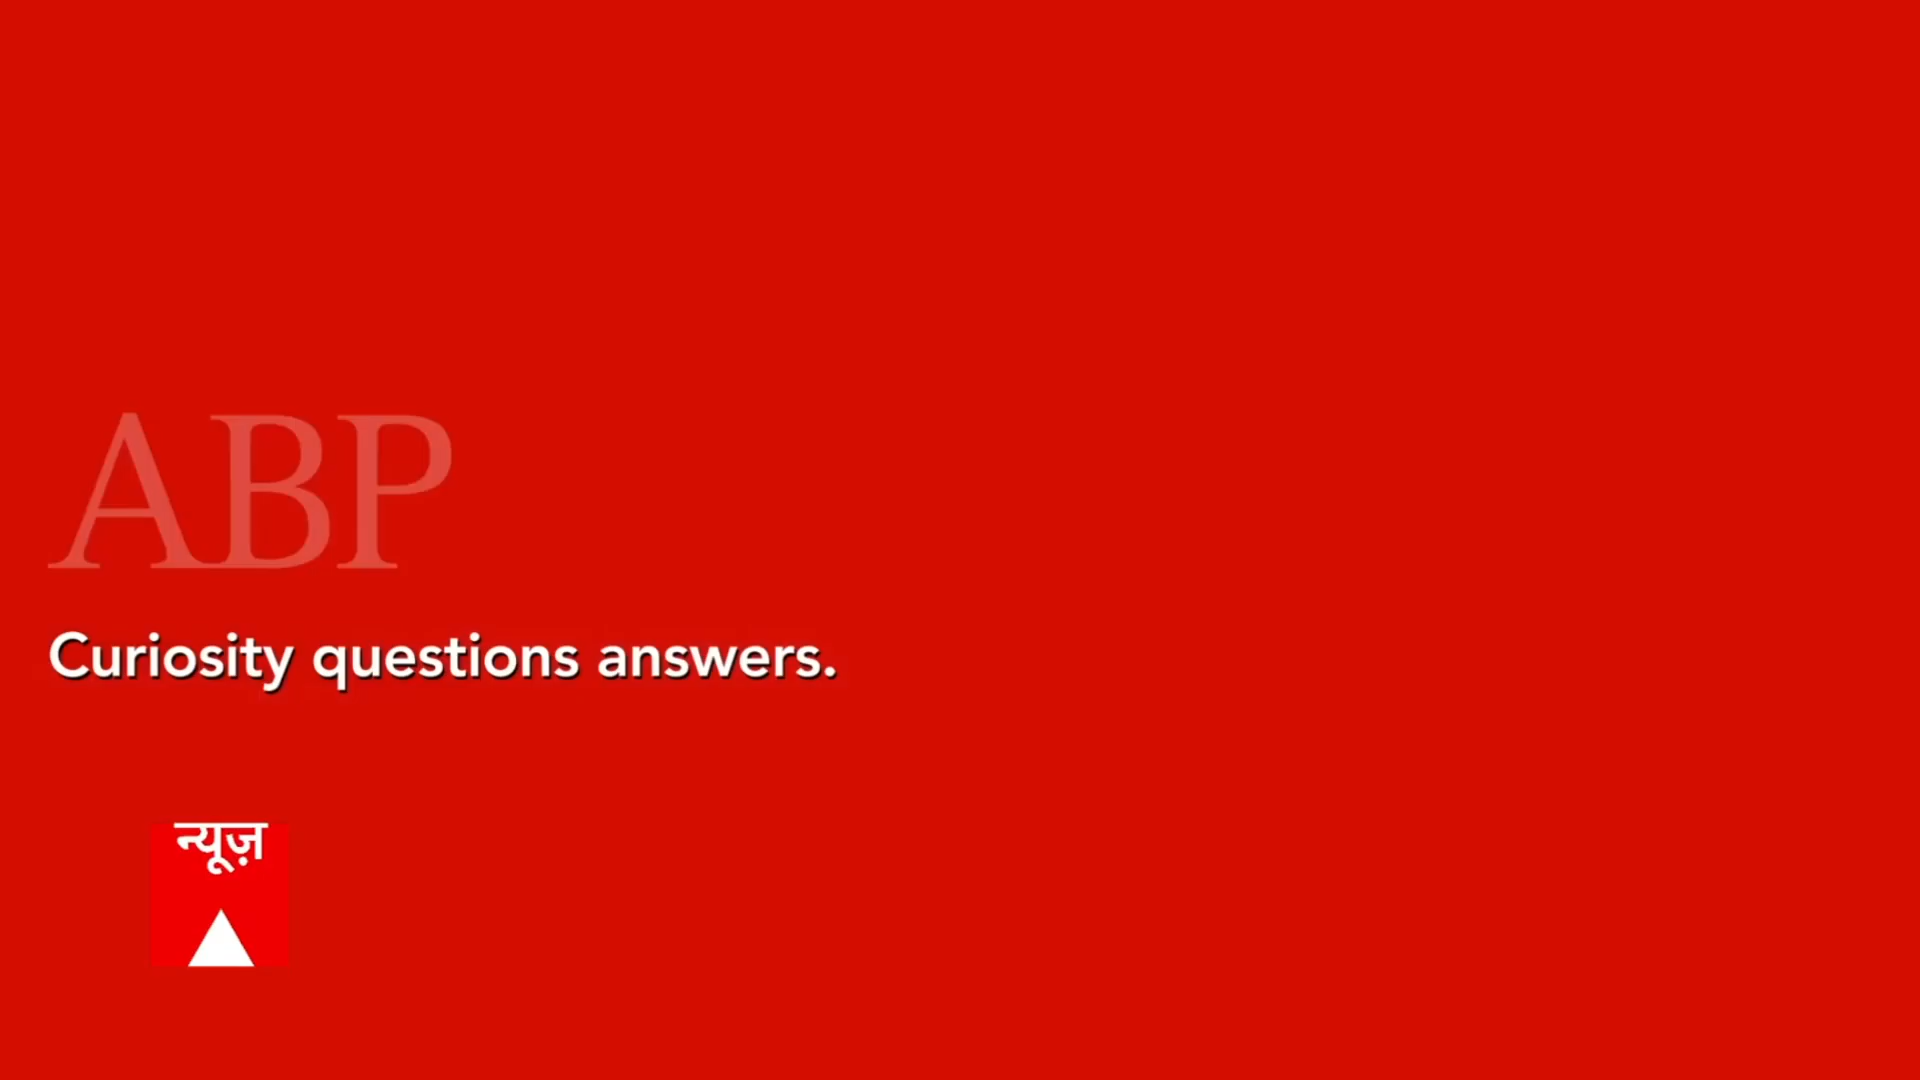 ABP
Curiosity questions answers.
न्यूज़